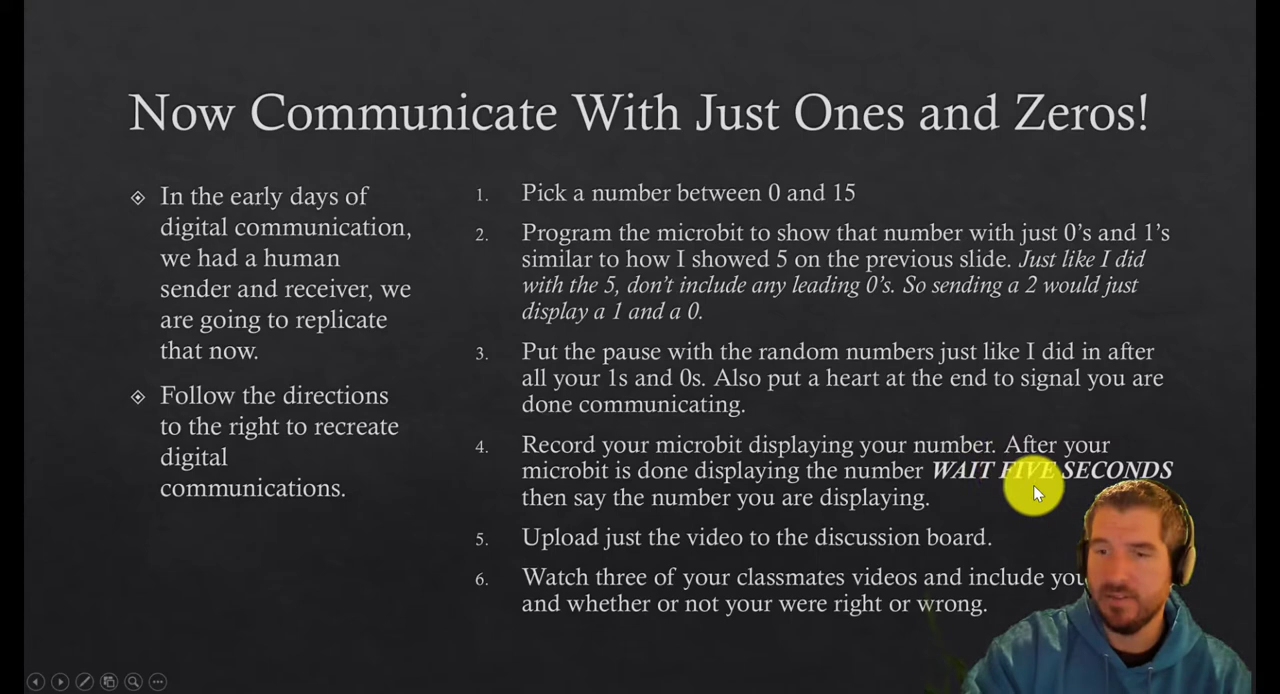 Now Communicate With Just Ones and Zeros!
In the early days of
digital communication,
we had a human
sender and receiver, we
are going to replicate
that now.
Follow the directions
to the right to recreate
digital
communications.
1. Pick a number between 0 and 15
2. Program the microbit to show that number with just 0's and 1's
similar to how I showed 5 on the previous slide. Just like I did
with the 5, don't include any leading 0's. So sending a 2 would just
display a 1 and a 0.
3. Put the pause with the random numbers just like I did in after
all your 1s and 0s. Also put a heart at the end to signal you are
done communicating.
4. Record your microbit displaying your number. After your
microbit is done displaying the number WAIT FIVE SECONDS
then say the number you are displaying.
5. Upload just the video to the discussion board.
6. Watch three of your classmates videos and include
and whether or not your were right or wrong.